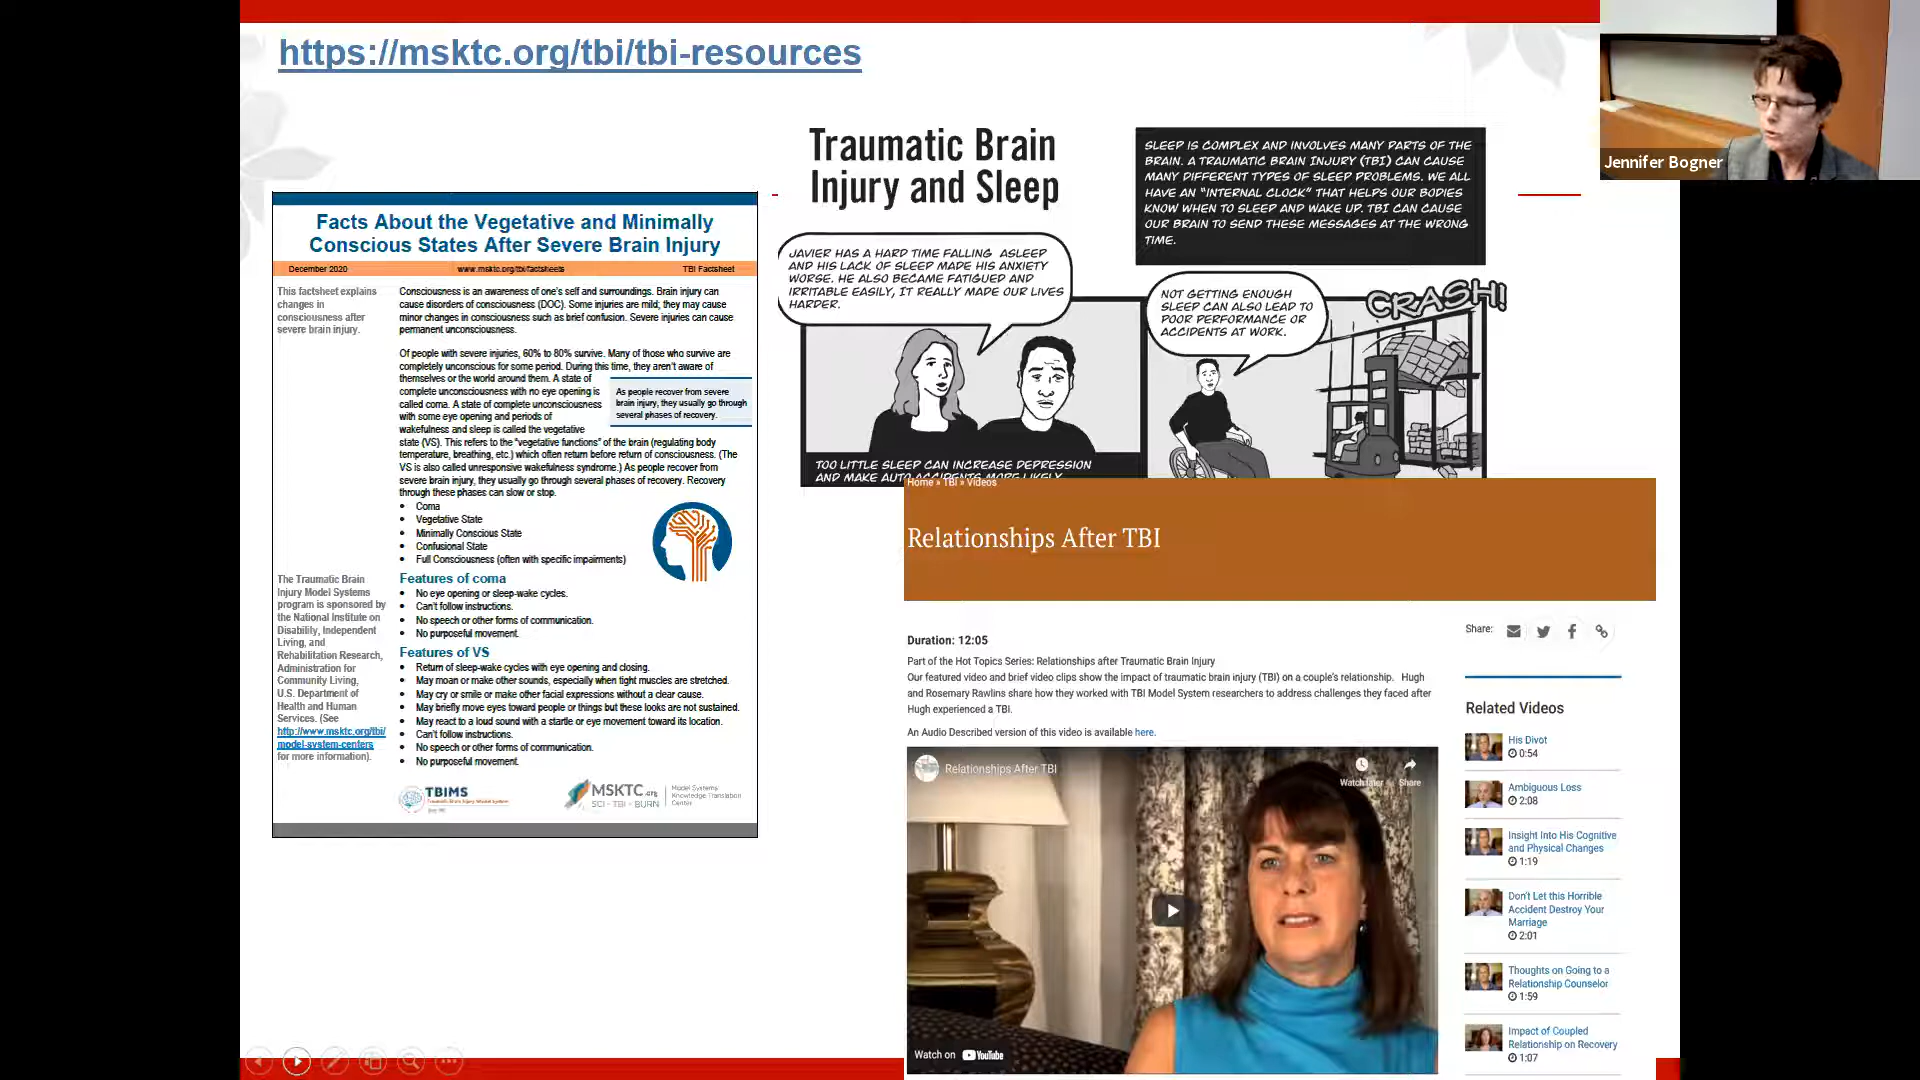 https://msktc.org/tbi/tbi-resources
Jennifer Bogner
Facts About the Vegetative and Minimally
Conscious States After Severe Brain Injury
December 2020
www.msktc.org/tbi/factsheets
TBI Factsheet
This factsheet explains
changes in
consciousness after
severe brain injury.
The Traumatic Brain
Injury Model Systems
program is sponsored by
the National Institute on
Disability, Independent
Living, and
Rehabilitation Research,
Administration for
Community Living,
U.S. Department of
Health and Human
Services. (See
http://www.msktc.org/tbi/
model-system-centers
for more information).
Consciousness is an awareness of one's self and surroundings. Brain injury can
cause disorders of consciousness (DOC). Some injuries are mild; they may cause
minor changes in consciousness such as brief confusion. Severe injuries can cause
permanent unconsciousness.
Of people with severe injuries, 60% to 80% survive. Many of those who survive are
completely unconscious for some period. During this time, they aren't aware of
themselves or the world around them. A state of
complete unconsciousness with no eye opening is
called coma. A state of complete unconsciousness
with some eye opening and periods of
wakefulness and sleep is called the vegetative
state (VS). This refers to the "vegetative functions" of the brain (regulating body
temperature, breathing, etc.) which often return before return of consciousness. (The
VS is also called unresponsive wakefulness syndrome.) As people recover from
severe brain injury, they usually go through several phases of recovery. Recovery
through these phases can slow or stop.
As people recover from severe
brain injury, they usually go through
several phases of recovery.
• Coma
• Vegetative State
• Minimally Conscious State
• Confusional State
• Full Consciousness (often with specific impairments)
Features of coma
• No eye opening or sleep-wake cycles.
• Can't follow instructions.
• No speech or other forms of communication.
• No purposeful movement.
Features of VS
• Return of sleep-wake cycles with eye opening and closing.
• May moan or make other sounds, especially when tight muscles are stretched.
• May cry or smile or make other facial expressions without a clear cause.
• May briefly move eyes toward people or things but these looks are not sustained.
• May react to a loud sound with a startle or eye movement toward its location.
• Can't follow instructions.
• No speech or other forms of communication.
• No purposeful movement.
TBIMS
Traumatic Brain Injury Model System
MSKTC.org
SCI - TBI - BURN
Model Systems
Knowledge Translation
Center
Traumatic Brain
Injury and Sleep
SLEEP IS COMPLEX AND INVOLVES MANY PARTS OF THE
BRAIN. A TRAUMATIC BRAIN INJURY (TBI) CAN CAUSE
MANY DIFFERENT TYPES OF SLEEP PROBLEMS. WE ALL
HAVE AN "INTERNAL CLOCK" THAT HELPS OUR BODIES
KNOW WHEN TO SLEEP AND WAKE UP. TBI CAN CAUSE
OUR BRAIN TO SEND THESE MESSAGES AT THE WRONG
TIME.
JAVIER HAS A HARD TIME FALLING ASLEEP
AND HIS LACK OF SLEEP MADE HIS ANXIETY
WORSE. HE ALSO BECAME FATIGUED AND
IRRITABLE EASILY, IT REALLY MADE OUR LIVES
HARDER.
NOT GETTING ENOUGH
SLEEP CAN ALSO LEAD TO
POOR PERFORMANCE OR
ACCIDENTS AT WORK.
CRASH!
TOO LITTLE SLEEP CAN INCREASE DEPRESSION
AND MAKE AUTO ACCIDENTS MORE LIKELY
Home » TBI » Videos
Relationships After TBI
Duration: 12:05
Part of the Hot Topics Series: Relationships after Traumatic Brain Injury
Our featured video and brief video clips show the impact of traumatic brain injury (TBI) on a couple's relationship. Hugh
and Rosemary Rawlins share how they worked with TBI Model System researchers to address challenges they faced after
Hugh experienced a TBI.
An Audio Described version of this video is available here.
Relationships After TBI
Watch later
Share
Watch on YouTube
Share:
Related Videos
His Divot
0:54
Ambiguous Loss
2:08
Insight Into His Cognitive
and Physical Changes
1:19
Don't Let this Horrible
Accident Destroy Your
Marriage
2:01
Thoughts on Going to a
Relationship Counselor
1:59
Impact of Coupled
Relationship on Recovery
1:07